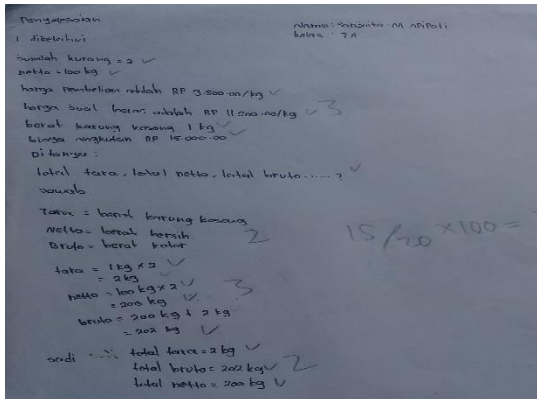 Penyelesaian
Nama : M
kelas : 7A
1. diketahui
Jumlah karung = 2
netto = 100 kg
harga pembelian adalah RP 9.500.00/kg
harga jual beras adalah RP 11.500.00/kg 3
berat karung kosong 1 kg
biaya angkutan RP 15.000.00
Ditanya :
total tara, total netto, total bruto ......?
Jawab
Tara = berat karung kosong
Netto = berat bersih 2
Bruto = berat kotor
15/20 × 100 =
tara = 1 kg × 2
= 2 kg
netto = 100 kg × 2 3
= 200 kg
bruto = 200 kg + 2 kg
= 202 kg
Jadi total tara = 2 kg
total bruto = 202 kg 2
total netto = 200 kg